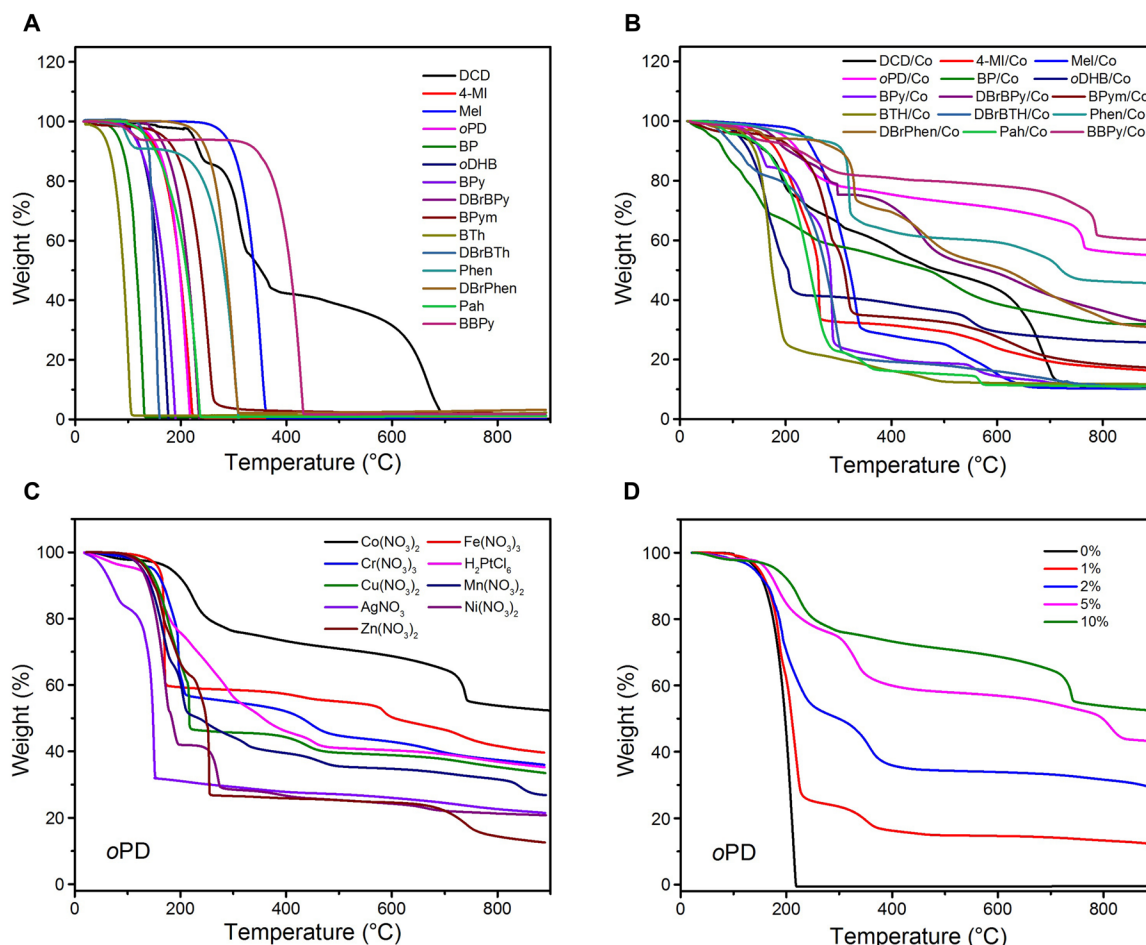 A
120
100
80
60
40
20
0
Weight (%)
0 200 400 600 800
Temperature (°C)
DCD
4-MI
Mel
oPD
BP
oDHB
BPy
DBrBPy
BPym
BTh
DBrBTh
Phen
DBrPhen
Pah
BBPy
B
120
100
80
60
40
20
0
Weight (%)
0 200 400 600 800
Temperature (°C)
DCD/Co 4-MI/Co Mel/Co
oPD/Co BP/Co oDHB/Co
BPy/Co DBrBPy/Co BPym/Co
BTH/Co DBrBTH/Co Phen/Co
DBrPhen/Co Pah/Co BBPy/Co
C
100
80
60
40
20
0
Weight (%)
0 200 400 600 800
Temperature (°C)
Co(NO₃)₂ Fe(NO₃)₃
Cr(NO₃)₃ H₂PtCl₆
Cu(NO₃)₂ Mn(NO₃)₂
AgNO₃ Ni(NO₃)₂
Zn(NO₃)₂
oPD
D
100
80
60
40
20
0
Weight (%)
0 200 400 600 800
Temperature (°C)
0%
1%
2%
5%
10%
oPD